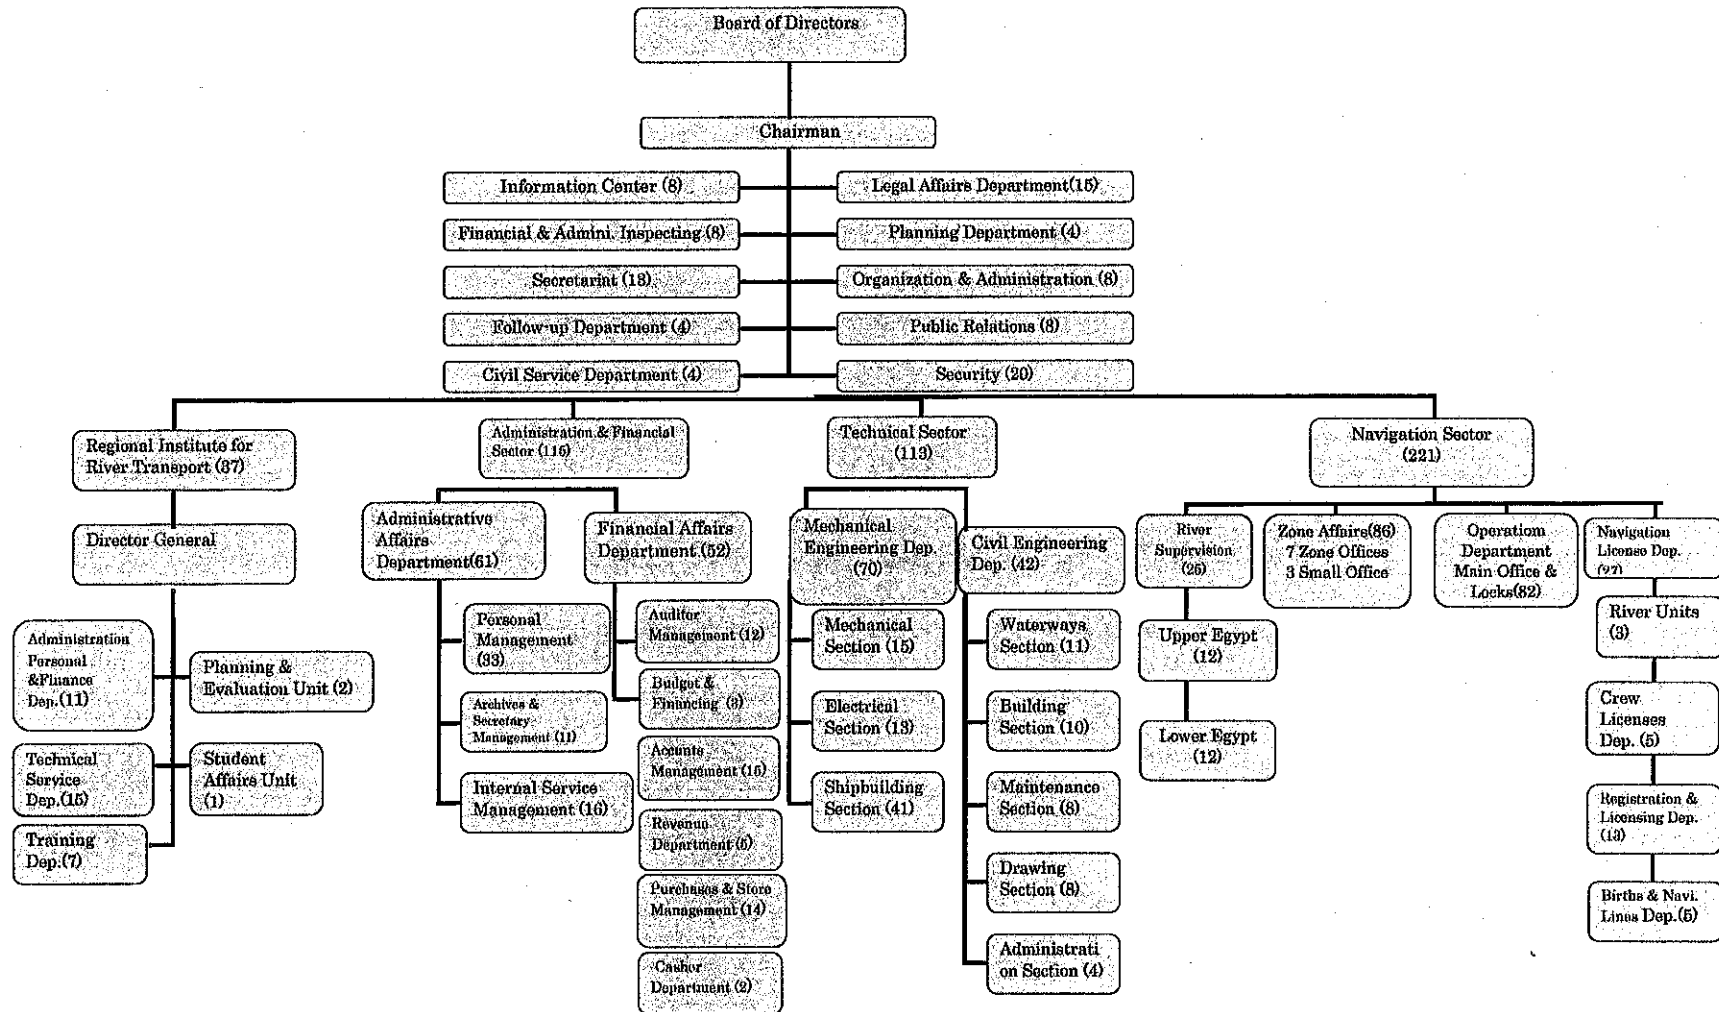 Board of Directors
Chairman
Information Center (8)
Legal Affairs Department(15)
Financial & Admini. Inspecting (8)
Planning Department (4)
Secretarint (13)
Organization & Administration (8)
Follow-up Department (4)
Public Relations (8)
Civil Service Department (4)
Security (20)
Regional Institute for
River Transport (37)
Administration & Financial
Sector (115)
Technical Sector
(113)
Navigation Sector
(221)
Director General
Administrative
Affairs
Department(61)
Financial Affairs
Department (52)
Mechanical
Engineering Dep.
(70)
Civil Engineering
Dep. (42)
River
Supervision
(25)
Zone Affairs(86)
7 Zone Offices
3 Small Office
Operatiom
Department
Main Office &
Locks(82)
Navigation
License Dep.
(27)
Administration
Personal
&Finance
Dep.(11)
Planning &
Evaluation Unit (2)
Technical
Service
Dep.(15)
Student
Affairs Unit
(1)
Training
Dep.(7)
Personal
Management
(33)
Archives &
Secretary
Management (11)
Internal Service
Management (16)
Auditor
Management (12)
Budget &
Financing (3)
Accunts
Management (15)
Revenue
Department (5)
Purchases & Store
Management (14)
Casher
Department (2)
Mechanical
Section (15)
Electrical
Section (13)
Shipbuilding
Section (41)
Waterways
Section (11)
Building
Section (10)
Maintenance
Section (8)
Drawing
Section (8)
Administrati
on Section (4)
Upper Egypt
(12)
Lower Egypt
(12)
River Units
(3)
Crew
Licenses
Dep. (5)
Registration &
Licensing Dep.
(13)
Births & Navi.
Lines Dep.(5)